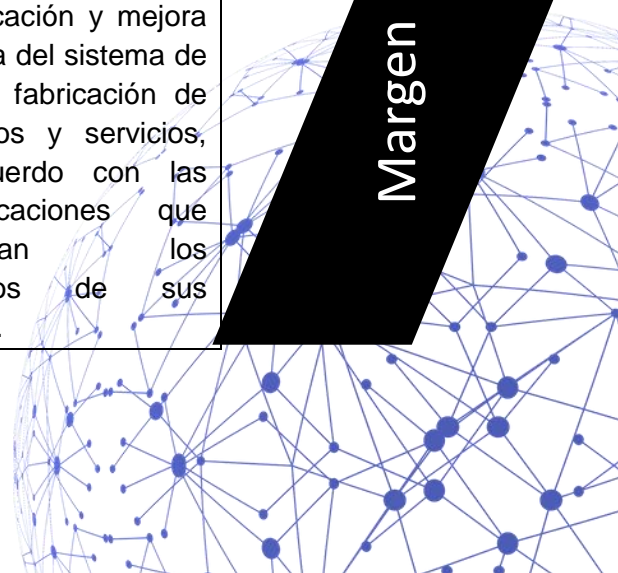 cación y mejora
a del sistema de
fabricación de
os y servicios,
uerdo con las
caciones que
an los
os de sus
.
Margen